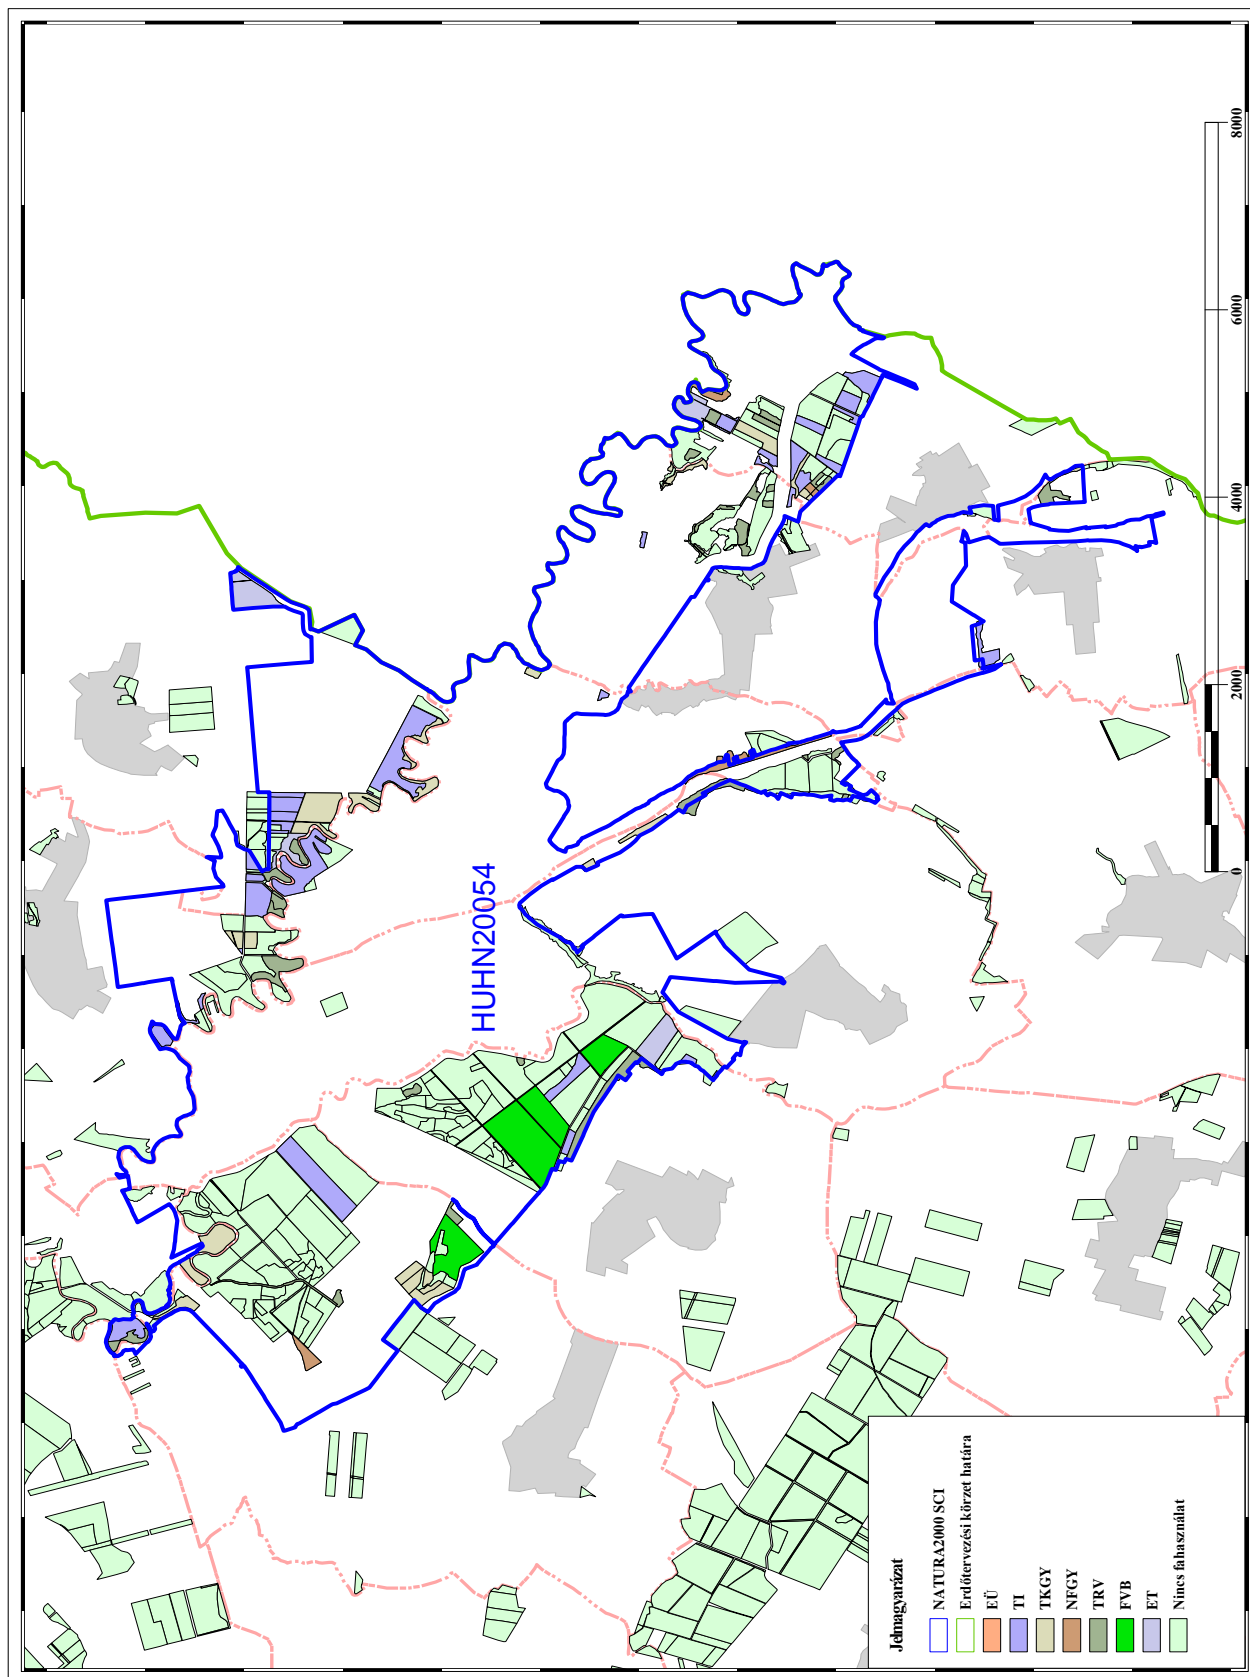 HUHN20054
Jelmagyarázat
NATURA2000 SCI
Erdőtervezési körzet határa
EÜ
TI
TKGY
NFGY
TRV
FVB
ET
Nincs fahasználat
0 2000 4000 6000 8000